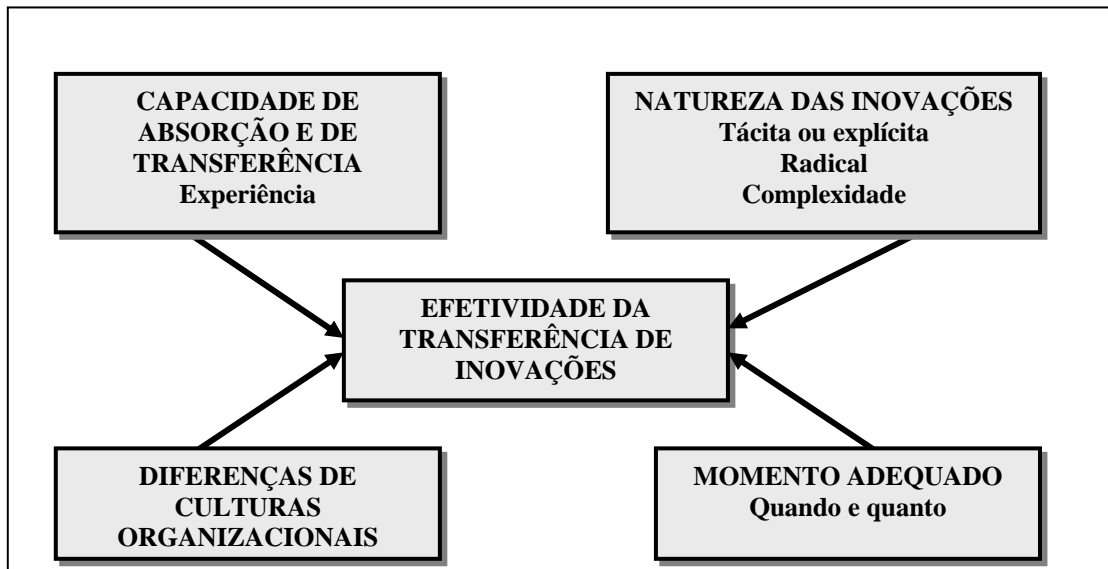 CAPACIDADE DE
ABSORÇÃO E DE
TRANSFERÊNCIA
Experiência
NATUREZA DAS INOVAÇÕES
Tácita ou explícita
Radical
Complexidade
EFETIVIDADE DA
TRANSFERÊNCIA DE
INOVAÇÕES
DIFERENÇAS DE
CULTURAS
ORGANIZACIONAIS
MOMENTO ADEQUADO
Quando e quanto